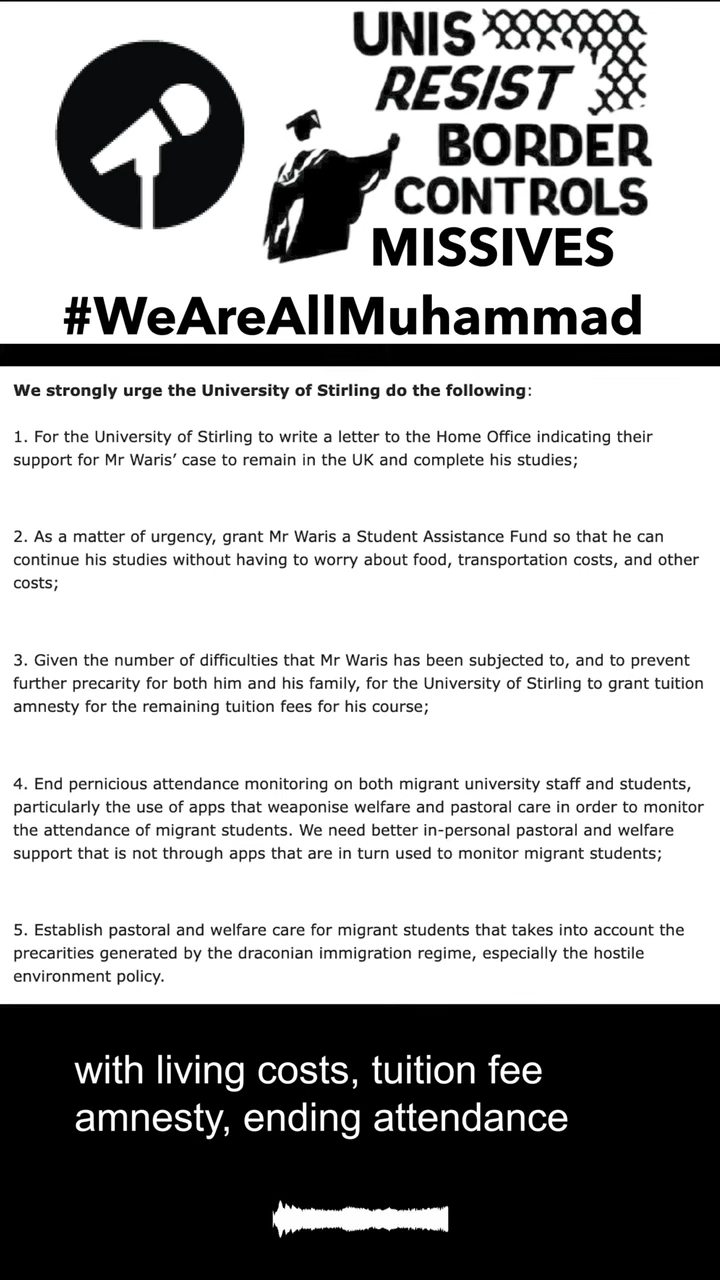 UNIS
RESIST
BORDER
CONTROLS
MISSIVES
#WeAreAllMuhammad
We strongly urge the University of Stirling do the following:
1. For the University of Stirling to write a letter to the Home Office indicating their
support for Mr Waris’ case to remain in the UK and complete his studies;
2. As a matter of urgency, grant Mr Waris a Student Assistance Fund so that he can
continue his studies without having to worry about food, transportation costs, and other
costs;
3. Given the number of difficulties that Mr Waris has been subjected to, and to prevent
further precarity for both him and his family, for the University of Stirling to grant tuition
amnesty for the remaining tuition fees for his course;
4. End pernicious attendance monitoring on both migrant university staff and students,
particularly the use of apps that weaponise welfare and pastoral care in order to monitor
the attendance of migrant students. We need better in-personal pastoral and welfare
support that is not through apps that are in turn used to monitor migrant students;
5. Establish pastoral and welfare care for migrant students that takes into account the
precarities generated by the draconian immigration regime, especially the hostile
environment policy.
with living costs, tuition fee
amnesty, ending attendance